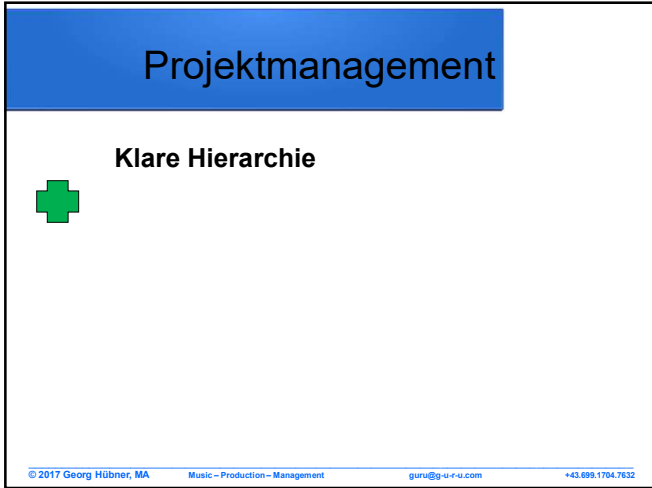 Projektmanagement
Klare Hierarchie
© 2017 Georg Hübner, MA Music – Production – Management guru@g-u-r-u.com +43.699.1704.7632